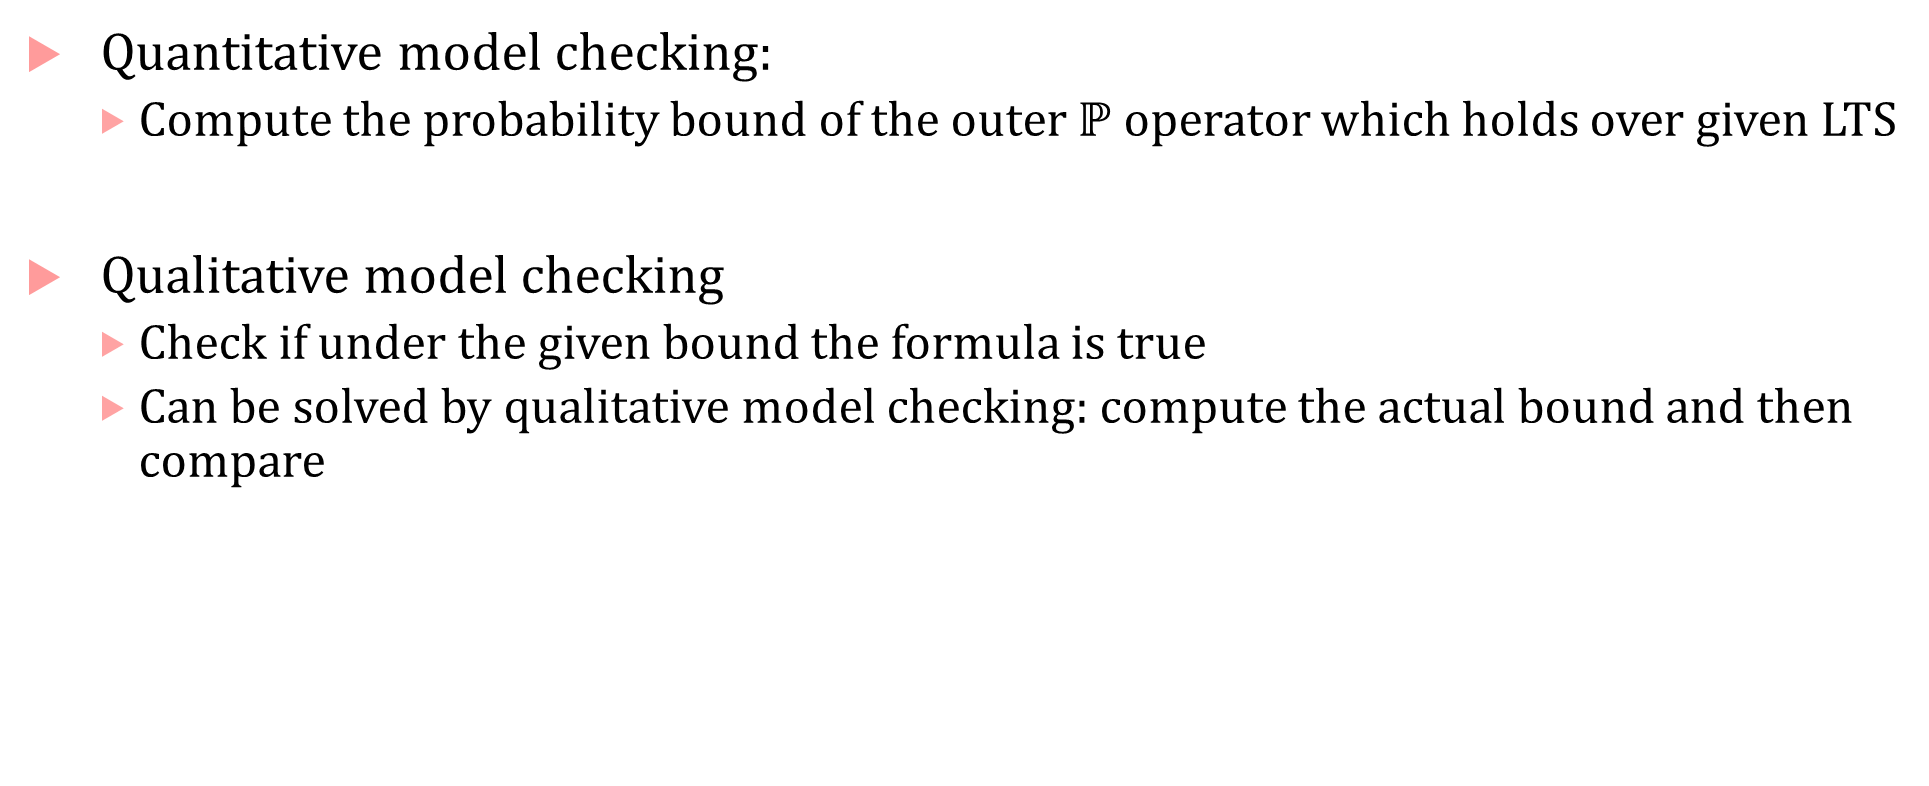 Quantitative model checking:
Compute the probability bound of the outer ℙ operator which holds over given LTS
Qualitative model checking
Check if under the given bound the formula is true
Can be solved by qualitative model checking: compute the actual bound and then
compare